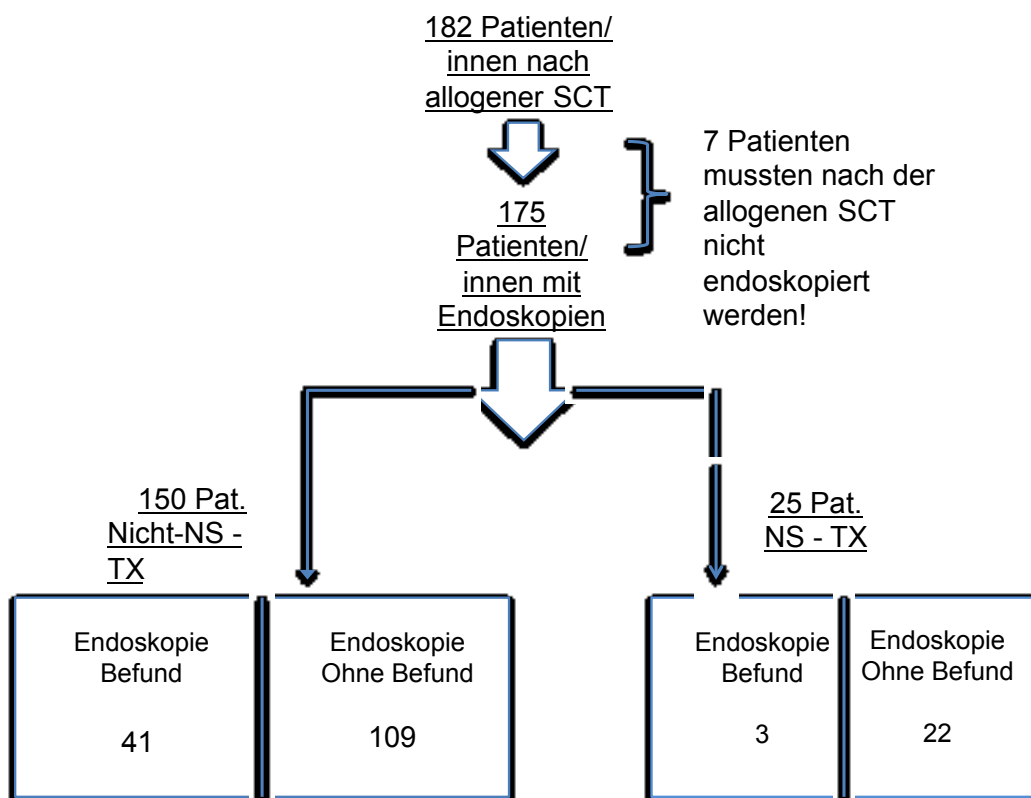 182 Patienten/
innen nach
allogener SCT
7 Patienten
mussten nach der
allogenen SCT
nicht
endoskopiert
werden!
175
Patienten/
innen mit
Endoskopien
150 Pat.
Nicht-NS -
TX
25 Pat.
NS - TX
Endoskopie
Befund
41
Endoskopie
Ohne Befund
109
Endoskopie
Befund
3
Endoskopie
Ohne Befund
22